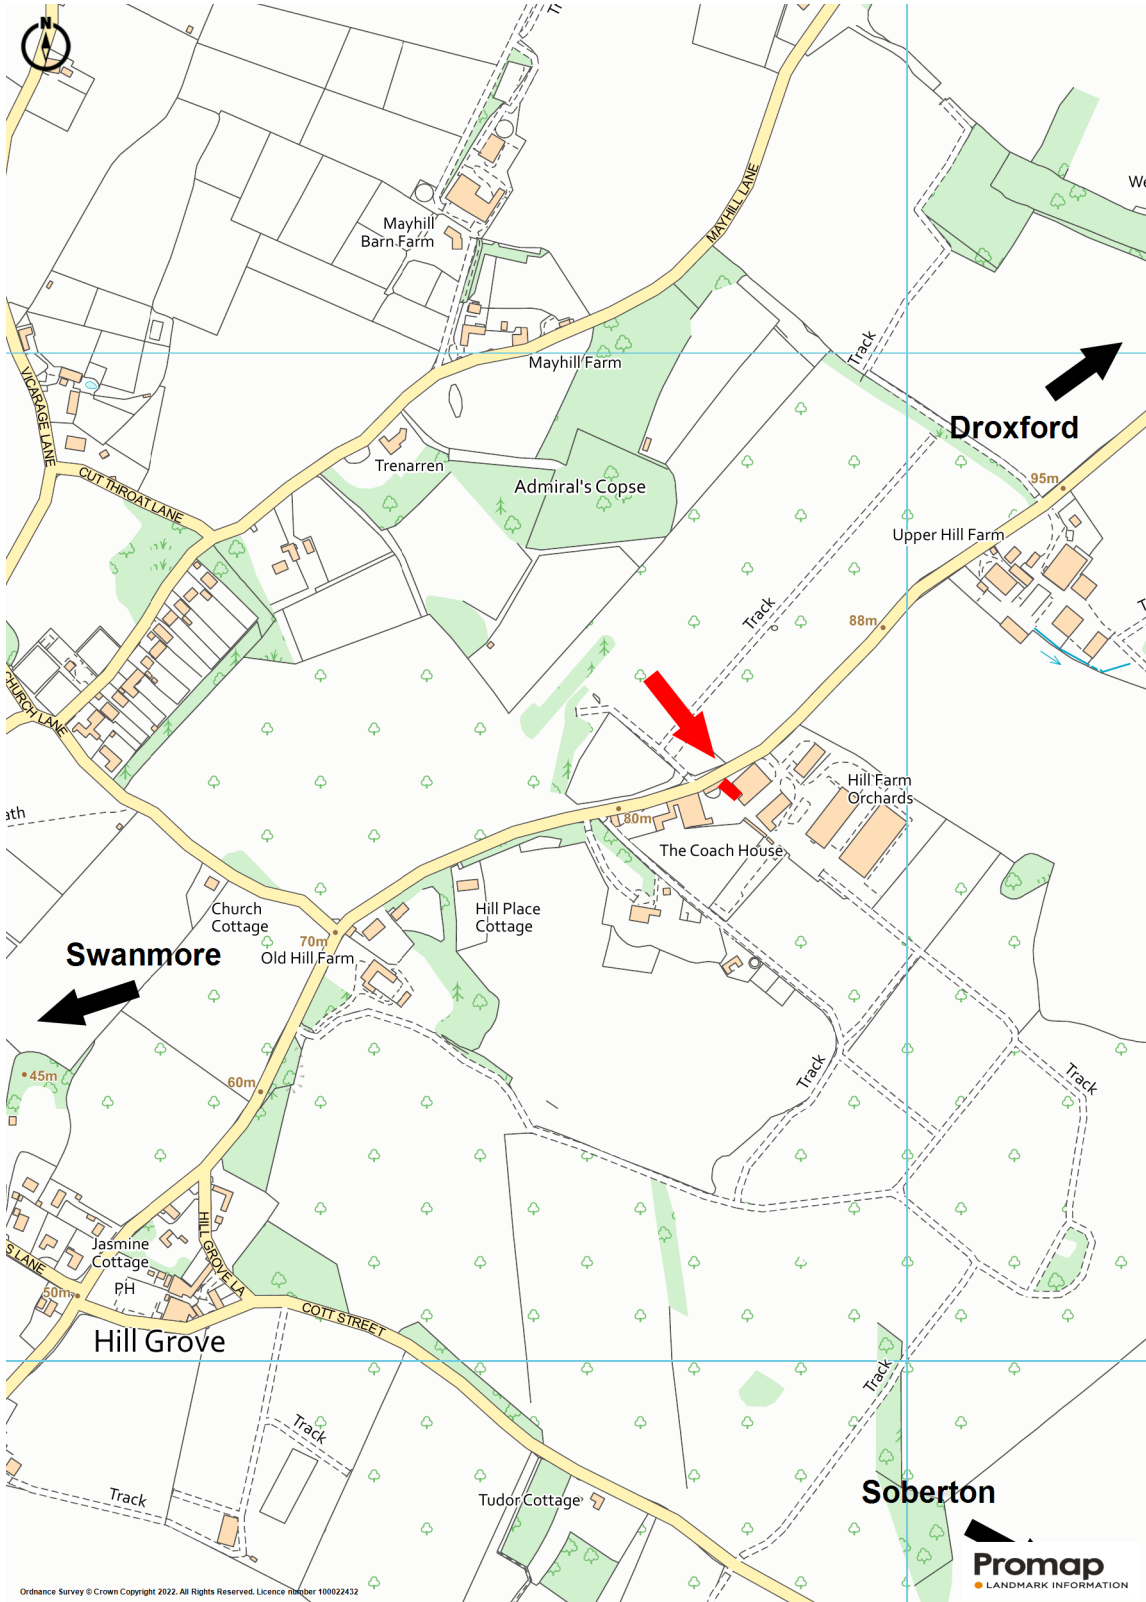 N
Tr
MAYHILL LANE
We
Mayhill
Barn Farm
Track
Mayhill Farm
VICARAGE LANE
Droxford
Trenarren
CUT THROAT LANE
Admiral's Copse
95m
Upper Hill Farm
Track
T
88m
CHURCH LANE
Hill Farm
Orchards
ath
80m
The Coach House
Church
Cottage
Hill Place
Cottage
70m
Old Hill Farm
Swanmore
45m
60m
Track
Track
HILL GROVE LA
Jasmine
Cottage
S LANE
PH
50m
COTT STREET
Hill Grove
Track
Track
Track
Tudor Cottage
Soberton
Promap
LANDMARK INFORMATION
Ordnance Survey © Crown Copyright 2022. All Rights Reserved. Licence number 100022432